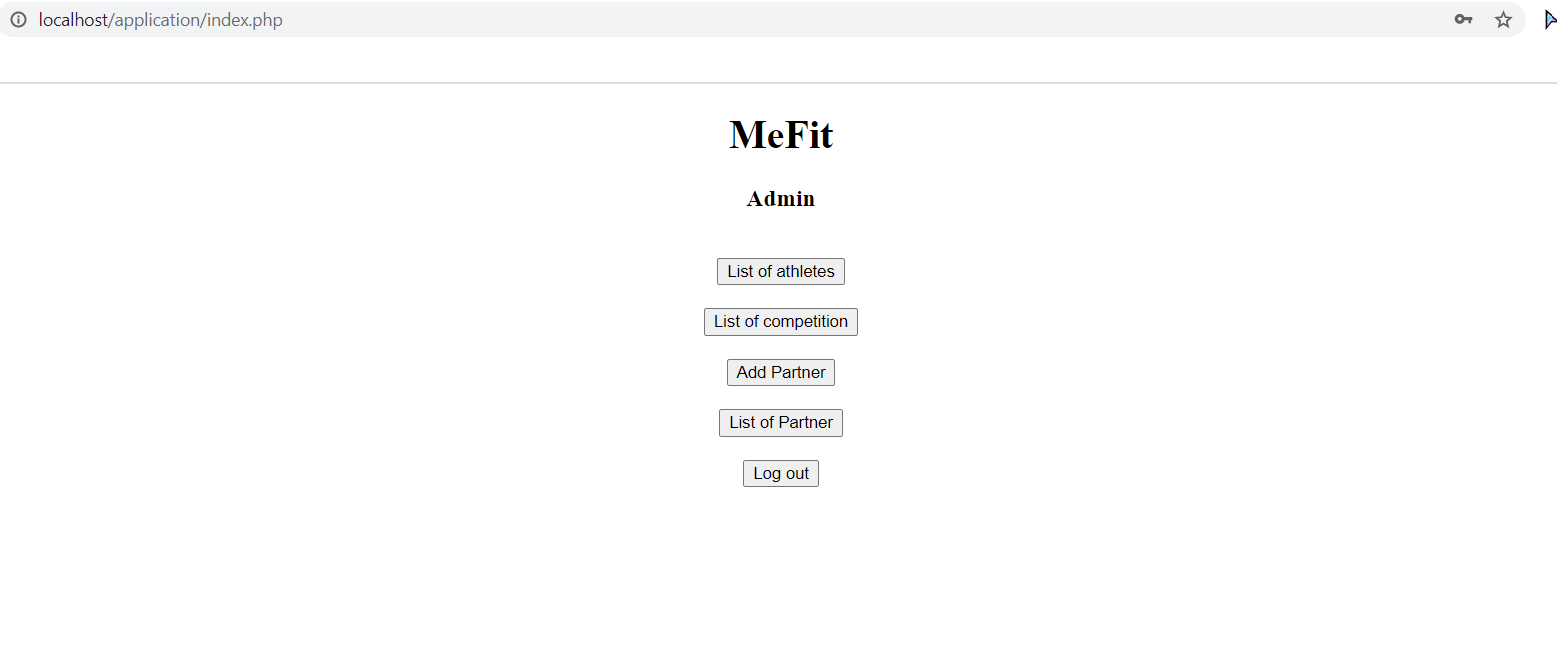 localhost/application/index.php
MeFit
Admin
List of athletes
List of competition
Add Partner
List of Partner
Log out